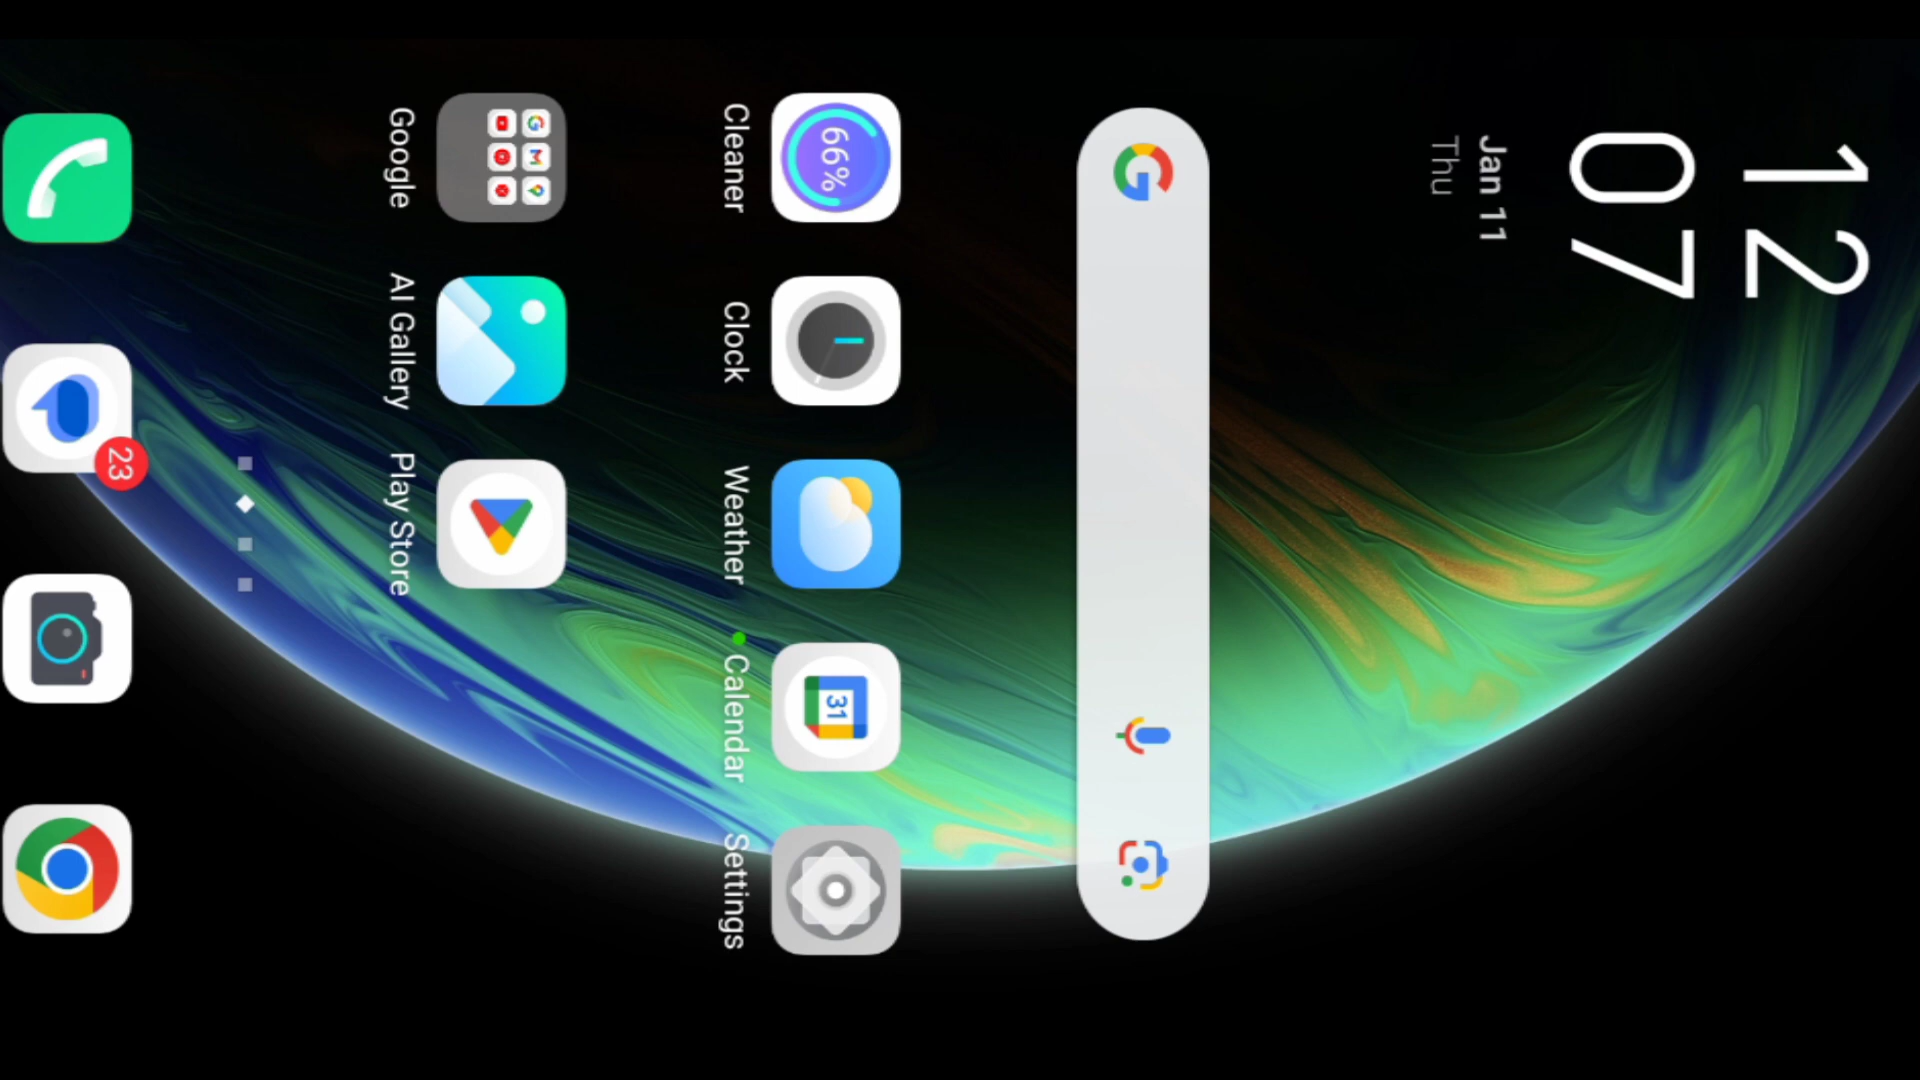 12
07
Jan 11
Thu
66%
31
Cleaner
Clock
Weather
Calendar
Settings
Google
AI Gallery
Play Store
23